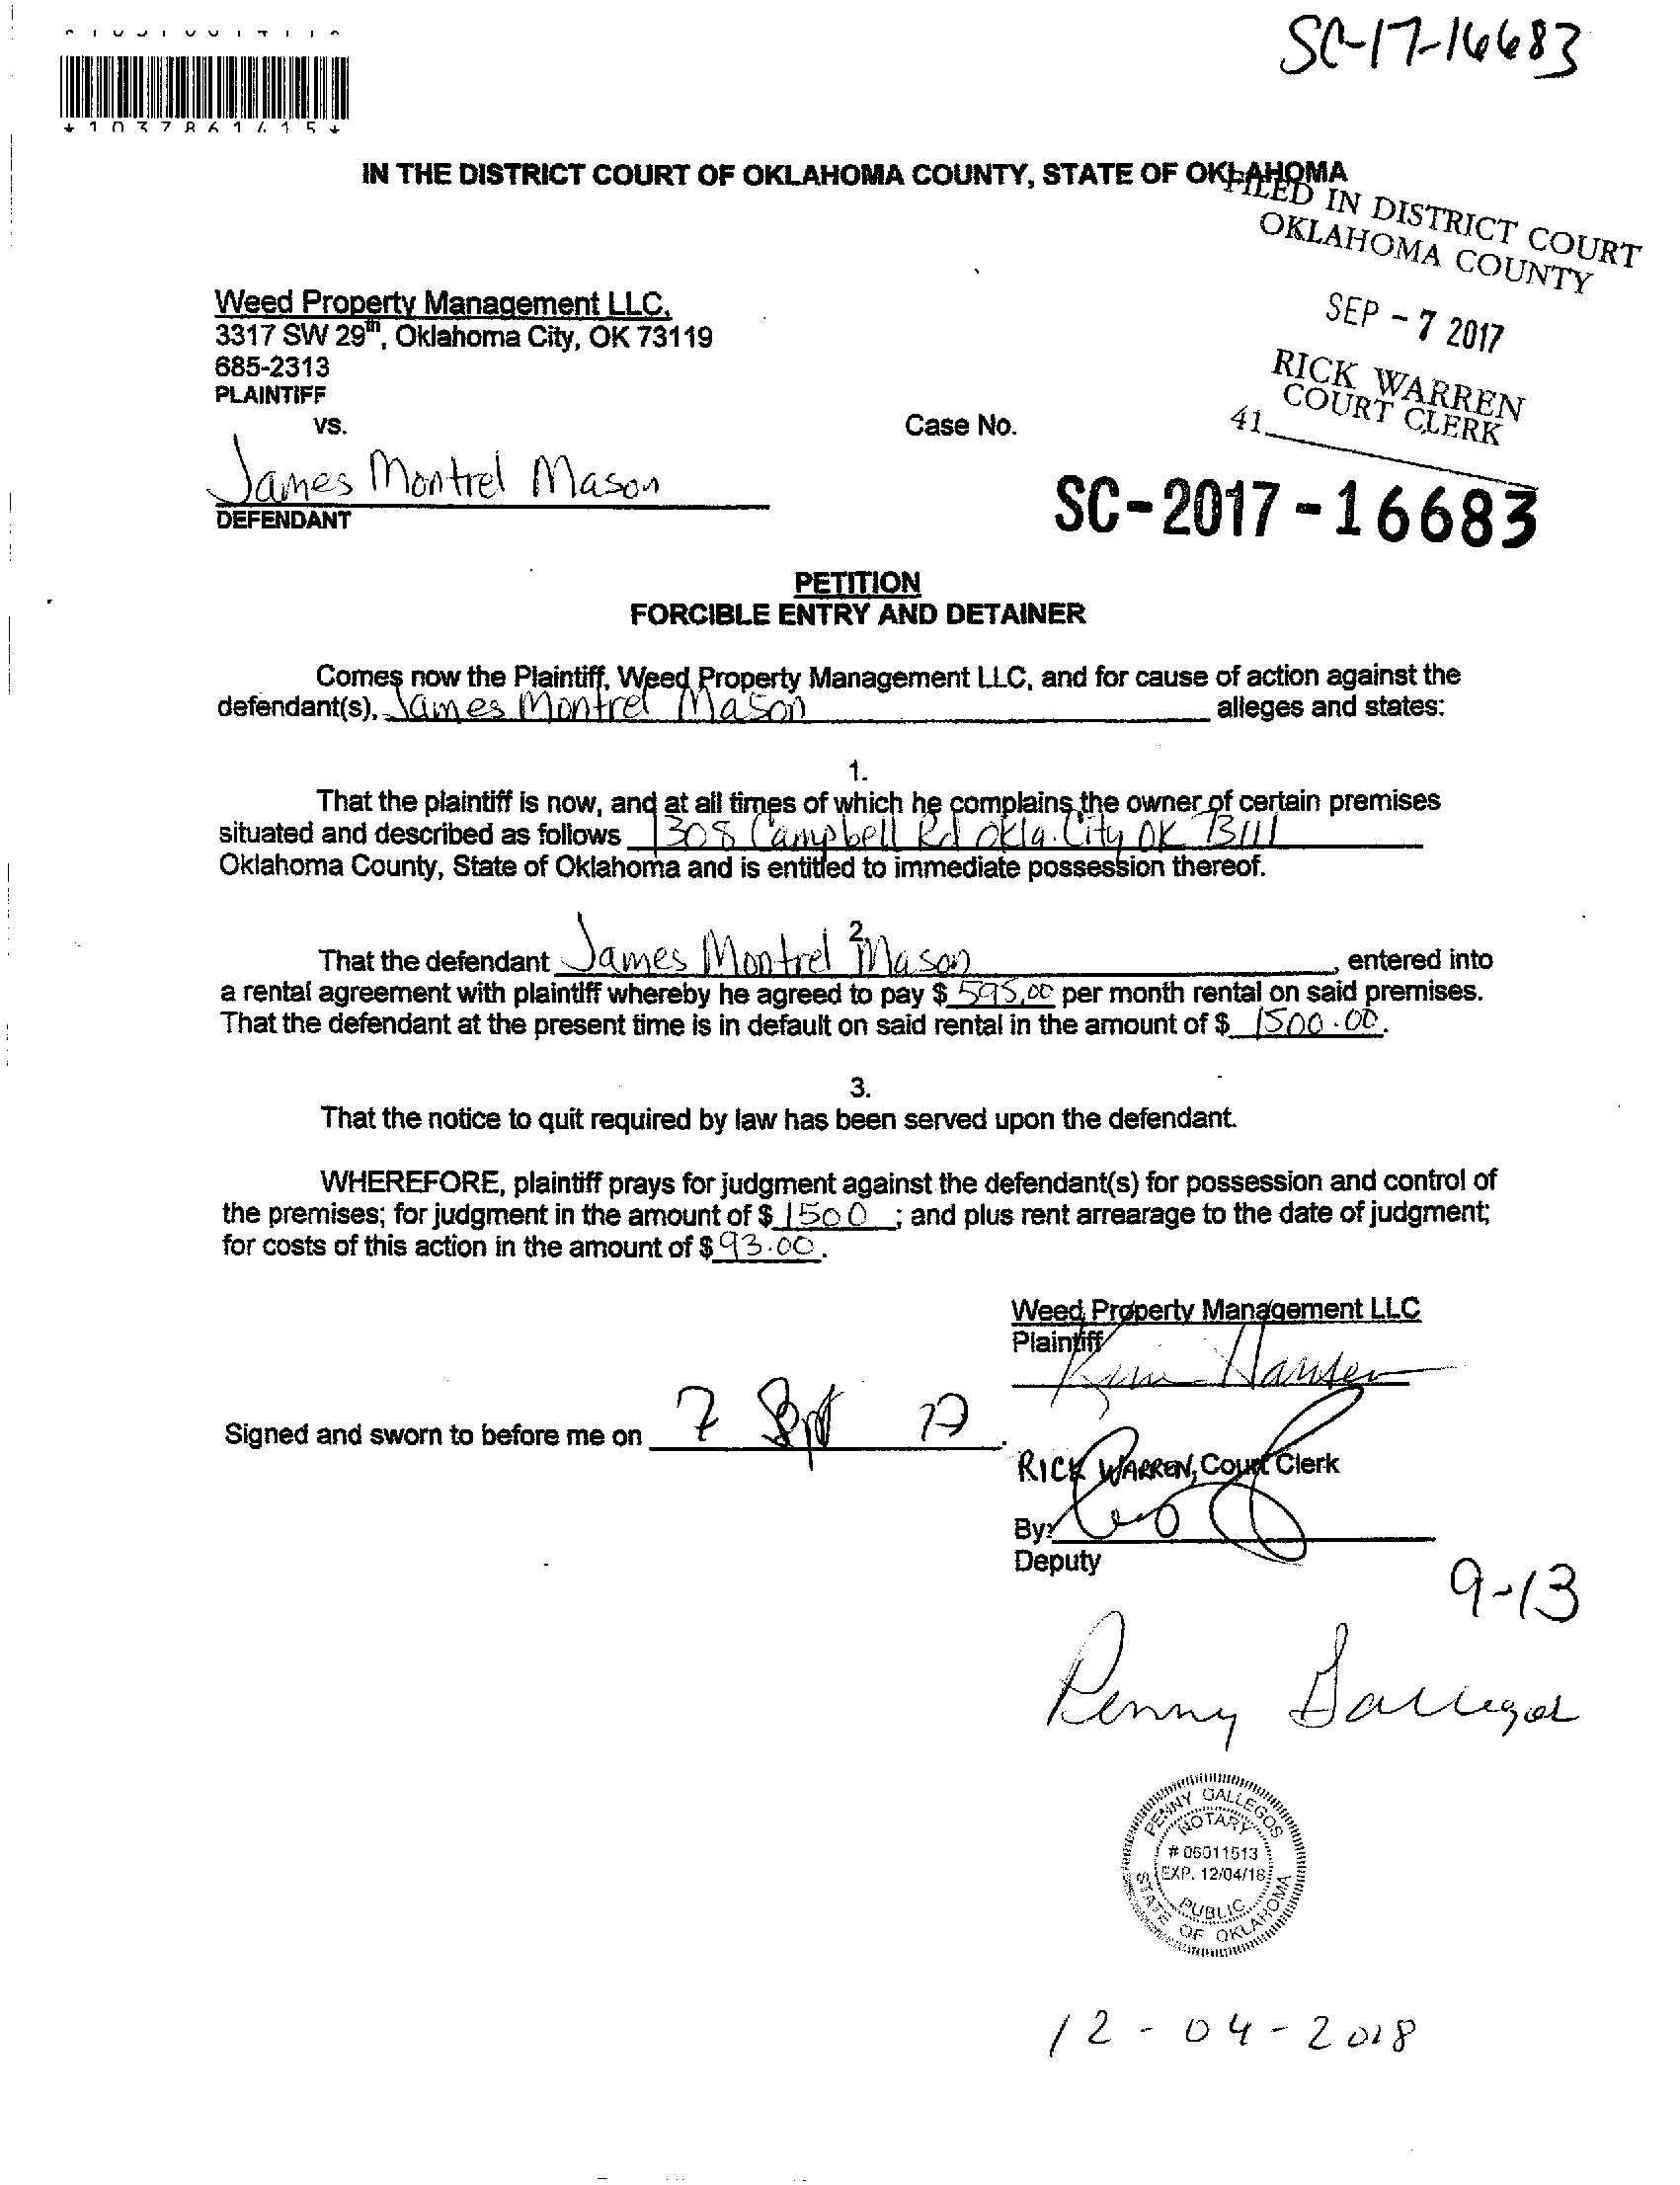 SC-17-16683
*1037861415*
IN THE DISTRICT COURT OF OKLAHOMA COUNTY, STATE OF OKLAHOMA
FILED IN DISTRICT COURT
OKLAHOMA COUNTY
SEP - 7 2017
RICK WARREN
COURT CLERK
41
Weed Property Management LLC,
3317 SW 29th, Oklahoma City, OK 73119
685-2313
PLAINTIFF
vs.
Case No.
James Montrel Mason
DEFENDANT
SC-2017-16683
PETITION
FORCIBLE ENTRY AND DETAINER
Comes now the Plaintiff, Weed Property Management LLC, and for cause of action against the
defendant(s), James Montrel Mason alleges and states:
1.
That the plaintiff is now, and at all times of which he complains the owner of certain premises
situated and described as follows 1308 Campbell Rd Okla. City OK 73111
Oklahoma County, State of Oklahoma and is entitled to immediate possession thereof.
2.
That the defendant James Montrel Mason, entered into
a rental agreement with plaintiff whereby he agreed to pay $ 595.00 per month rental on said premises.
That the defendant at the present time is in default on said rental in the amount of $ 1500.00.
3.
That the notice to quit required by law has been served upon the defendant.
WHEREFORE, plaintiff prays for judgment against the defendant(s) for possession and control of
the premises; for judgment in the amount of $ 1500 ; and plus rent arrearage to the date of judgment;
for costs of this action in the amount of $ 93.00.
Weed Property Management LLC
Plaintiff
Signed and sworn to before me on 7 Sept 17.
RICK WARREN, Court Clerk
By:
Deputy
9-13
Penny Gallegos
PENNY GALLEGOS
NOTARY
# 06011513
EXP. 12/04/18
PUBLIC
STATE OF OKLAHOMA
12-04-2018